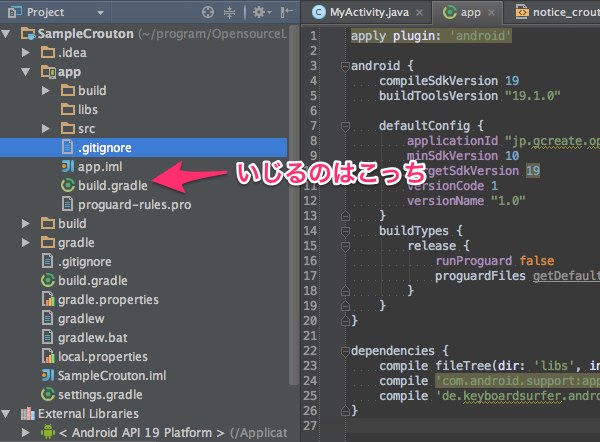 Project
SampleCrouton (~/program/OpensourceL
.idea
app
build
libs
src
.gitignore
app.iml
build.gradle
proguard-rules.pro
build
gradle
.gitignore
build.gradle
gradle.properties
gradlew
gradlew.bat
local.properties
SampleCrouton.iml
settings.gradle
External Libraries
< Android API 19 Platform > (/Applicat
いじるのはこっち
MyActivity.java
app
notice_crou
1 apply plugin: 'android'
2
3 android {
4 compileSdkVersion 19
5 buildToolsVersion "19.1.0"
6
7 defaultConfig {
8 applicationId "jp.gcreate.op
9 minSdkVersion 10
10 rgetSdkVersion 19
11 versionCode 1
12 versionName "1.0"
13 }
14 buildTypes {
15 release {
16 runProguard false
17 proguardFiles getDefault
18 }
19 }
20 }
21
22 dependencies {
23 compile fileTree(dir: 'libs', in
24 compile 'com.android.support:app
25 compile 'de.keyboardsurfer.andro
26 }
27